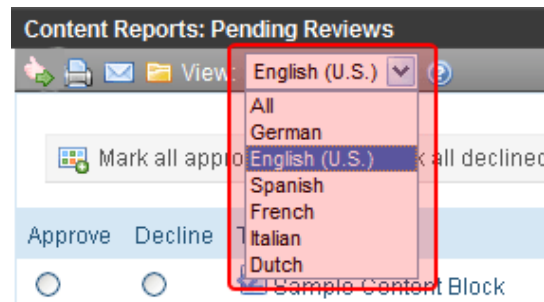 Content Reports: Pending Reviews
View: English (U.S.)
All
German
Mark all appro English (U.S.) all declined
Spanish
French
Approve Decline Italian
Dutch
Sample Content Block